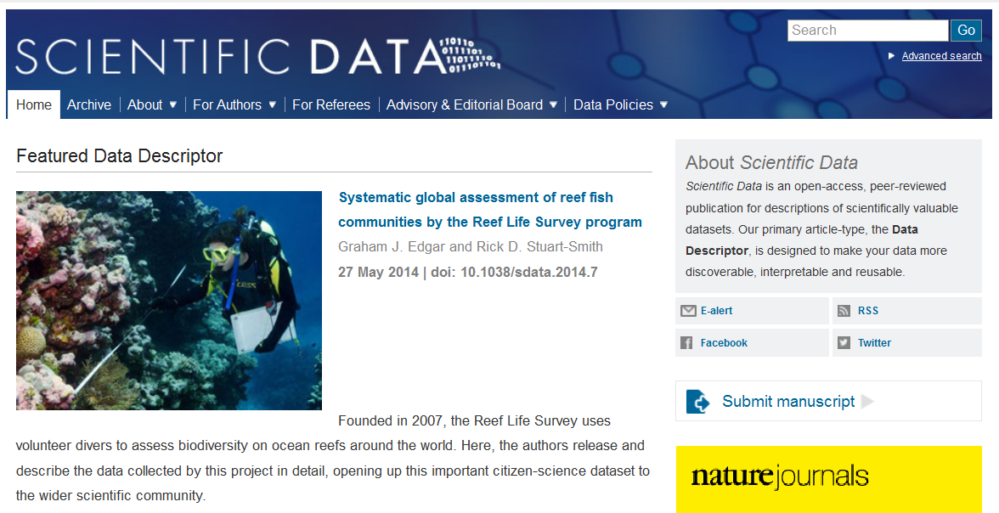 SCIENTIFIC DATA
110110
0111101
11011110
011101101
Search
Go
Advanced search
Home
Archive
About
For Authors
For Referees
Advisory & Editorial Board
Data Policies
Featured Data Descriptor
Systematic global assessment of reef fish
communities by the Reef Life Survey program
Graham J. Edgar and Rick D. Stuart-Smith
27 May 2014 | doi: 10.1038/sdata.2014.7
Founded in 2007, the Reef Life Survey uses
volunteer divers to assess biodiversity on ocean reefs around the world. Here, the authors release and
describe the data collected by this project in detail, opening up this important citizen-science dataset to
the wider scientific community.
About Scientific Data
Scientific Data is an open-access, peer-reviewed
publication for descriptions of scientifically valuable
datasets. Our primary article-type, the Data
Descriptor, is designed to make your data more
discoverable, interpretable and reusable.
E-alert
RSS
Facebook
Twitter
Submit manuscript
naturejournals